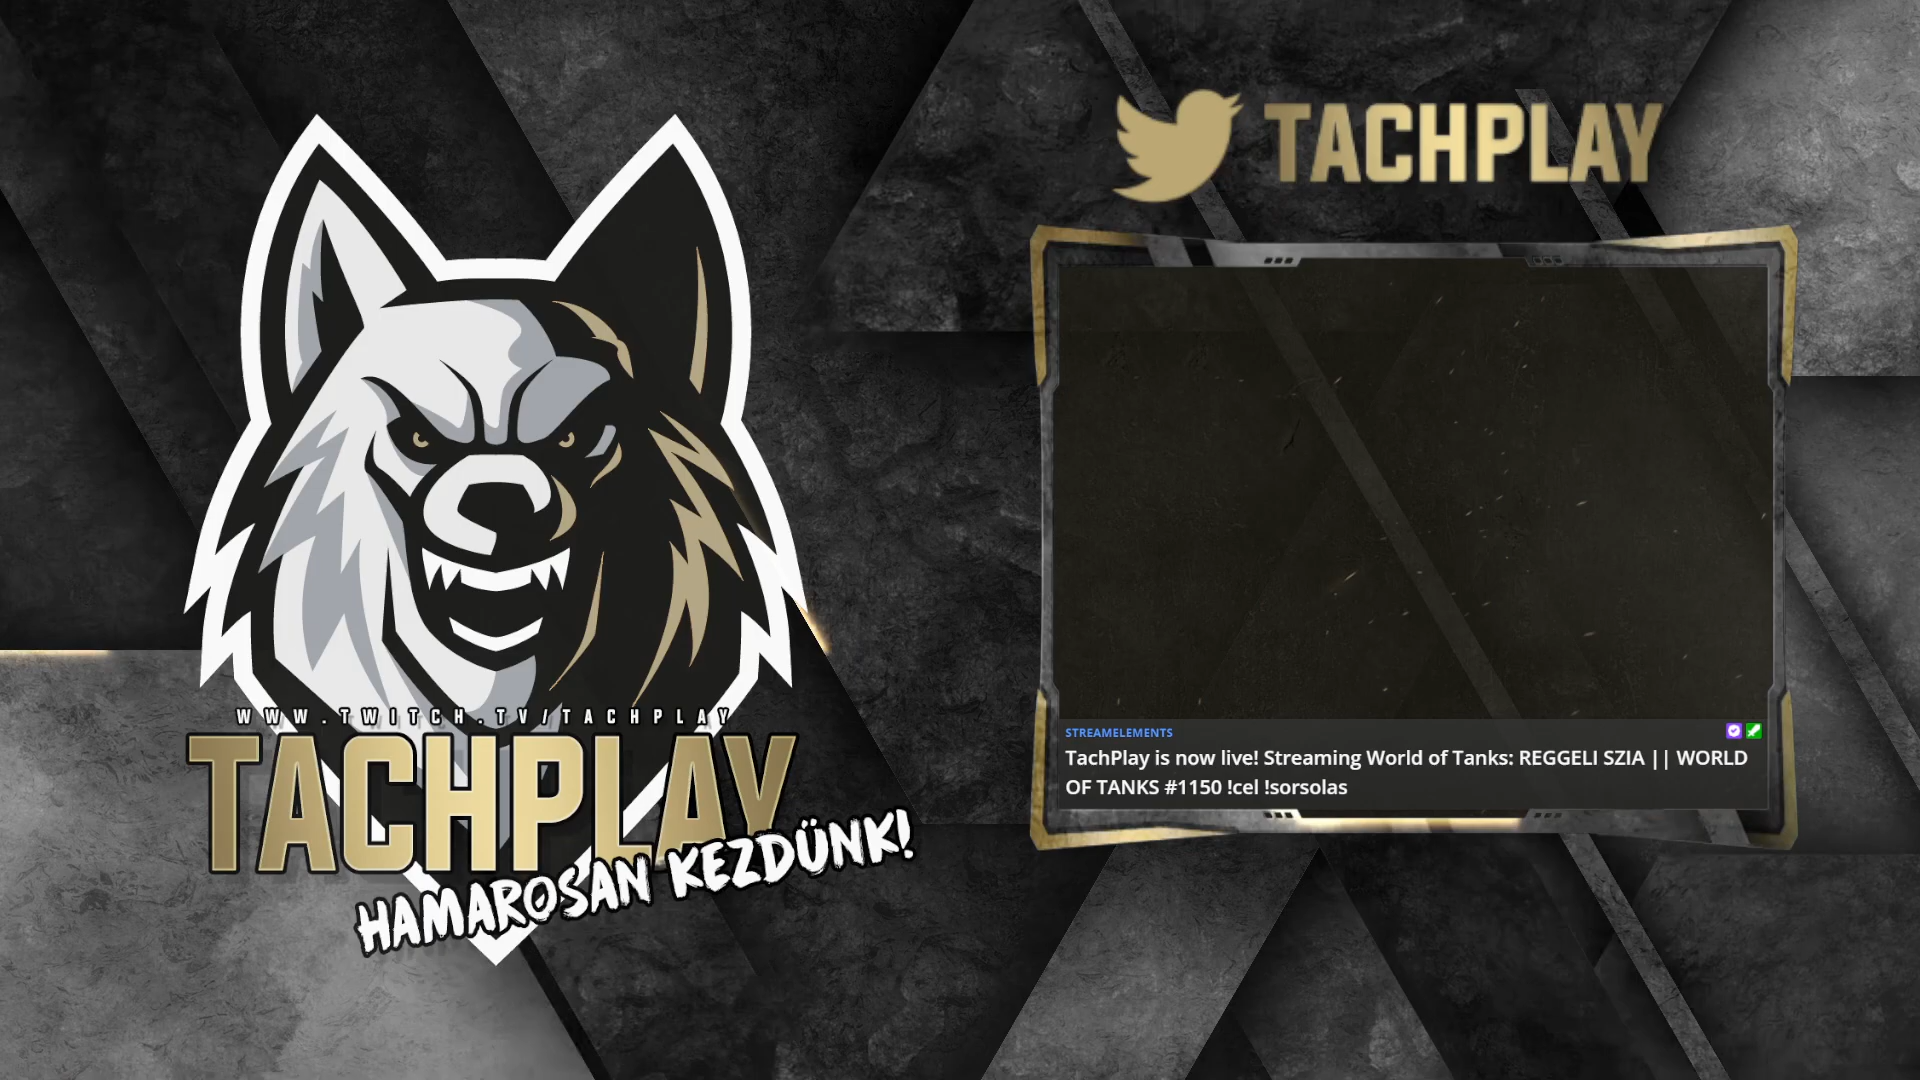 TACHPLAY
WWW.TWITCH.TV/TACHPLAY
TACHPLAY
HAMAROSAN KEZDÜNK!
STREAMELEMENTS
TachPlay is now live! Streaming World of Tanks: REGGELI SZIA || WORLD
OF TANKS #1150 !cel !sorsolas